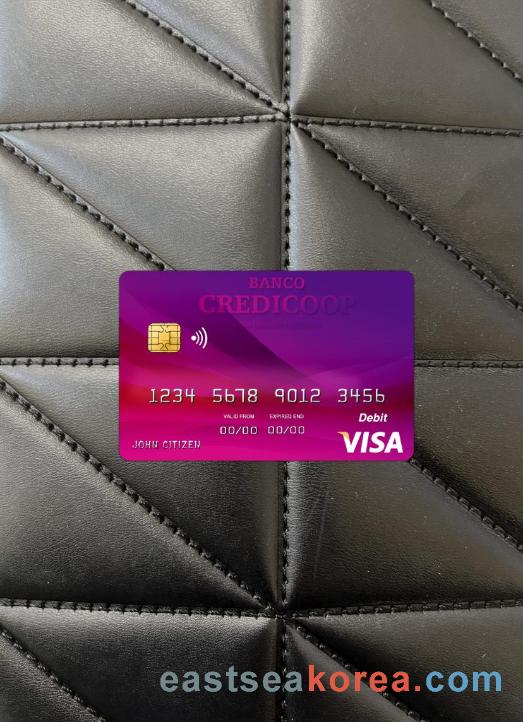 BANCO
CREDICOOP
1234 5678 9012 3456
VALID FROM EXPIRED END
00/00 00/00
Debit
JOHN CITIZEN
VISA
eastseakorea.com